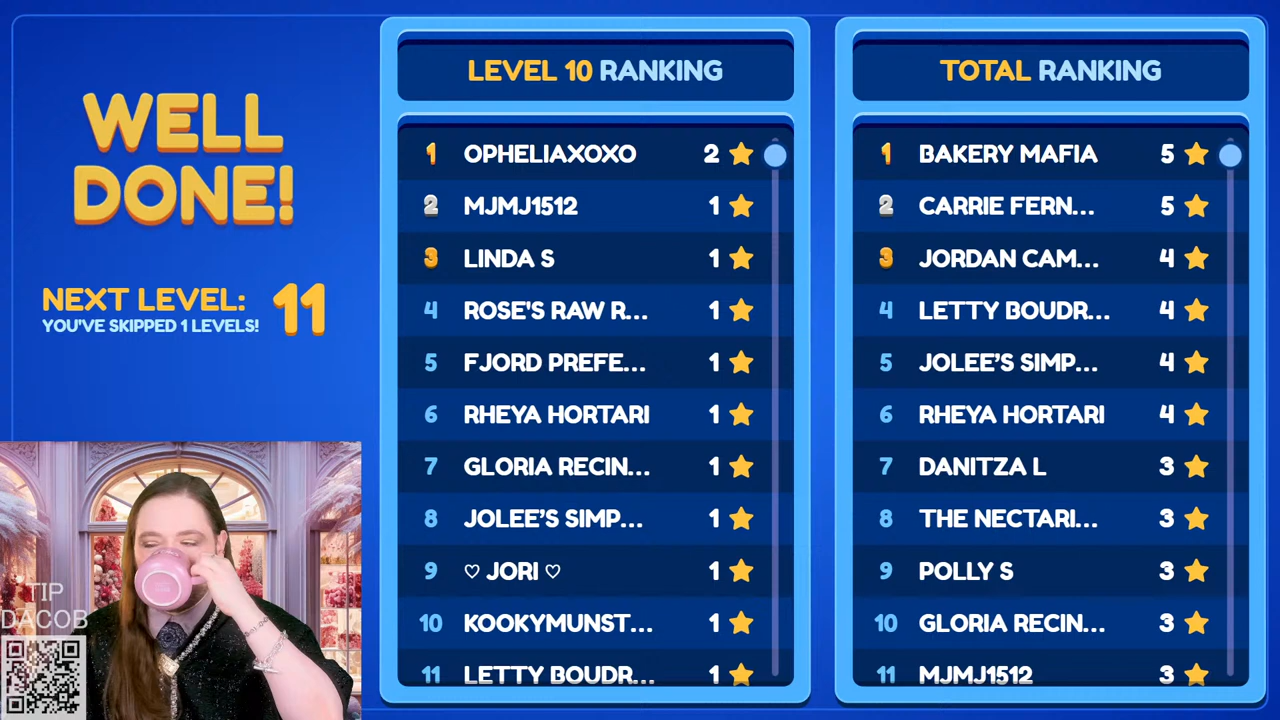 WELL
DONE!
NEXT LEVEL: 11
YOU'VE SKIPPED 1 LEVELS!
TIP
DACOB
LEVEL 10 RANKING
1 OPHELIAXOXO 2
2 MJMJ1512 1
3 LINDA S 1
4 ROSE'S RAW R... 1
5 FJORD PREFE... 1
6 RHEYA HORTARI 1
7 GLORIA RECIN... 1
8 JOLEE’S SIMP... 1
9 ♡ JORI ♡ 1
10 KOOKYMUNST... 1
11 LETTY BOUDR... 1
TOTAL RANKING
1 BAKERY MAFIA 5
2 CARRIE FERN... 5
3 JORDAN CAM... 4
4 LETTY BOUDR... 4
5 JOLEE’S SIMP... 4
6 RHEYA HORTARI 4
7 DANITZA L 3
8 THE NECTARI... 3
9 POLLY S 3
10 GLORIA RECIN... 3
11 MJMJ1512 3